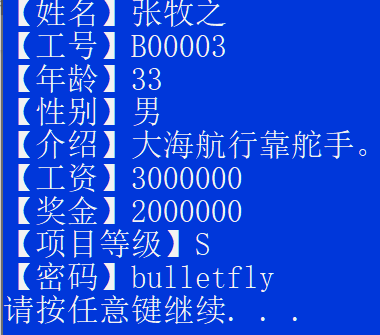 【姓名】张牧之
【工号】B00003
【年龄】33
【性别】男
【介绍】大海航行靠舵手。
【工资】3000000
【奖金】2000000
【项目等级】S
【密码】bulletfly
请按任意键继续. . .